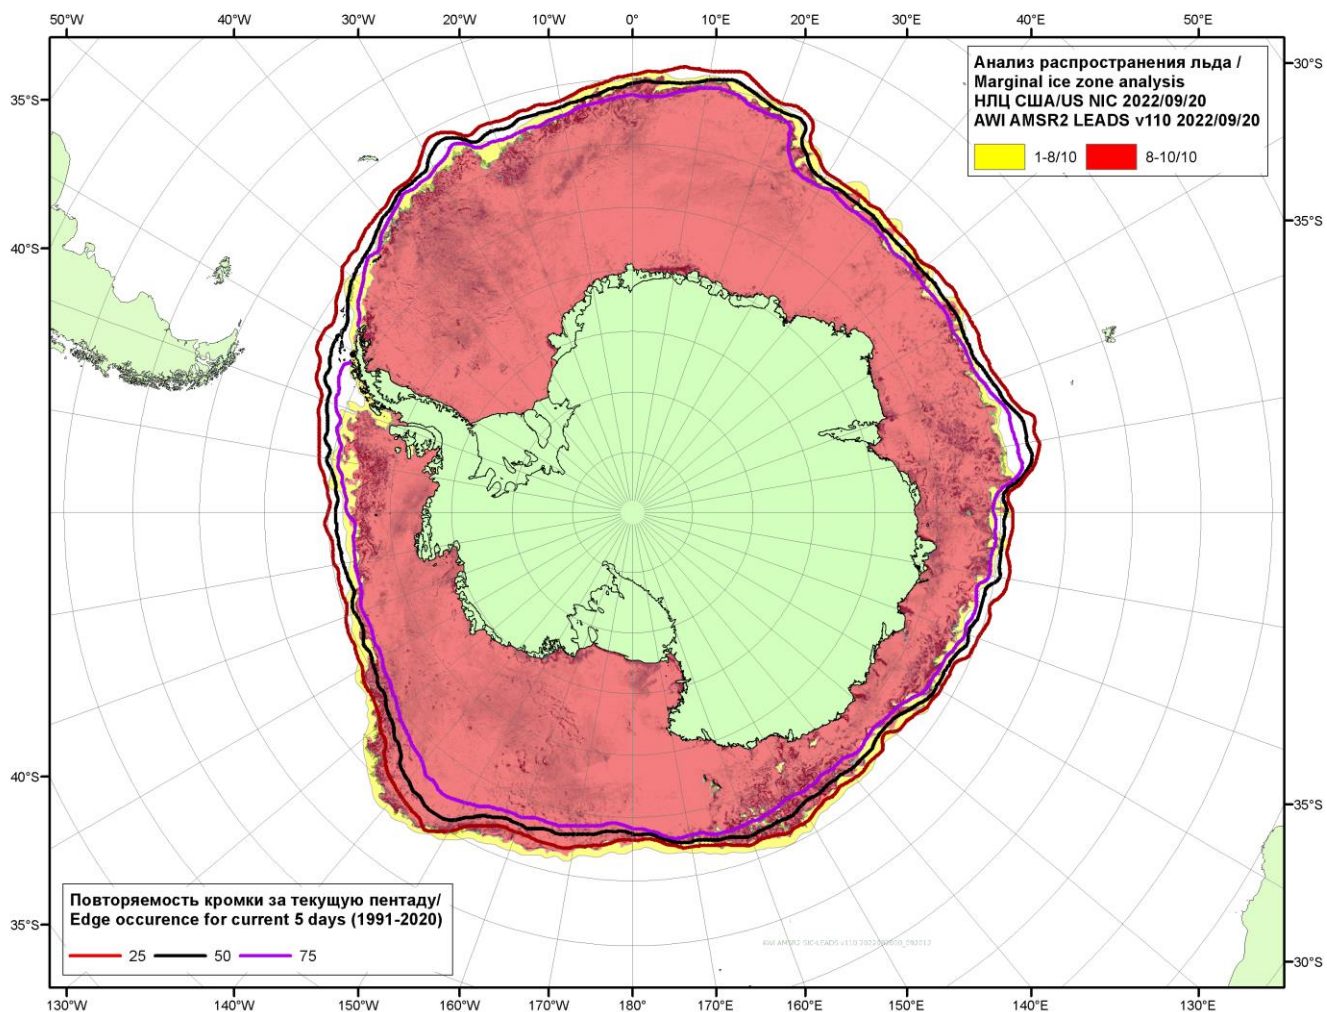 50°W 40°W 30°W 20°W 10°W 0° 10°E 20°E 30°E 40°E 50°E
Анализ распространения льда /
Marginal ice zone analysis
НЛЦ США/US NIC 2022/09/20
AWI AMSR2 LEADS v110 2022/09/20
1-8/10 8-10/10
30°S
35°S
35°S
40°S
40°S
35°S
35°S
30°S
Повторяемость кромки за текущую пентаду/
Edge occurence for current 5 days (1991-2020)
25 50 75
130°W 140°W 150°W 160°W 170°W 180° 170°E 160°E 150°E 140°E 130°E